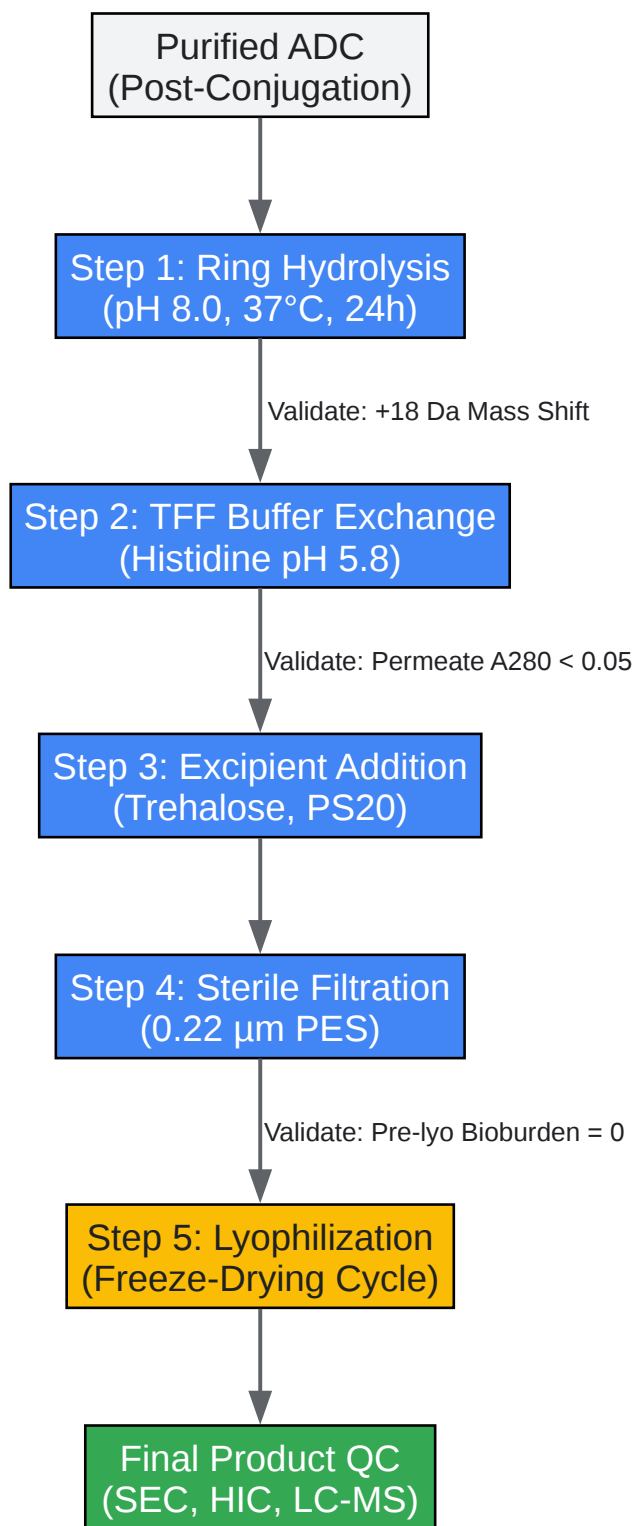 Purified ADC
(Post-Conjugation)
Step 1: Ring Hydrolysis
(pH 8.0, 37°C, 24h)
Validate: +18 Da Mass Shift
Step 2: TFF Buffer Exchange
(Histidine pH 5.8)
Validate: Permeate A280 < 0.05
Step 3: Excipient Addition
(Trehalose, PS20)
Step 4: Sterile Filtration
(0.22 µm PES)
Validate: Pre-lyo Bioburden = 0
Step 5: Lyophilization
(Freeze-Drying Cycle)
Final Product QC
(SEC, HIC, LC-MS)